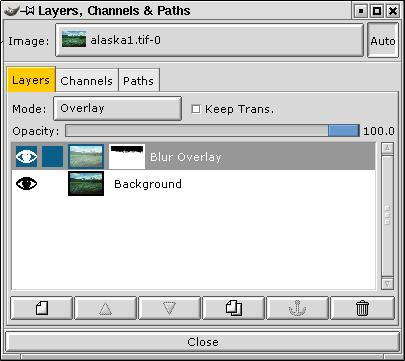 Layers, Channels & Paths
Image: alaska1.tif-0 Auto
Layers Channels Paths
Mode: Overlay Keep Trans.
Opacity: 100.0
Blur Overlay
Background
Close